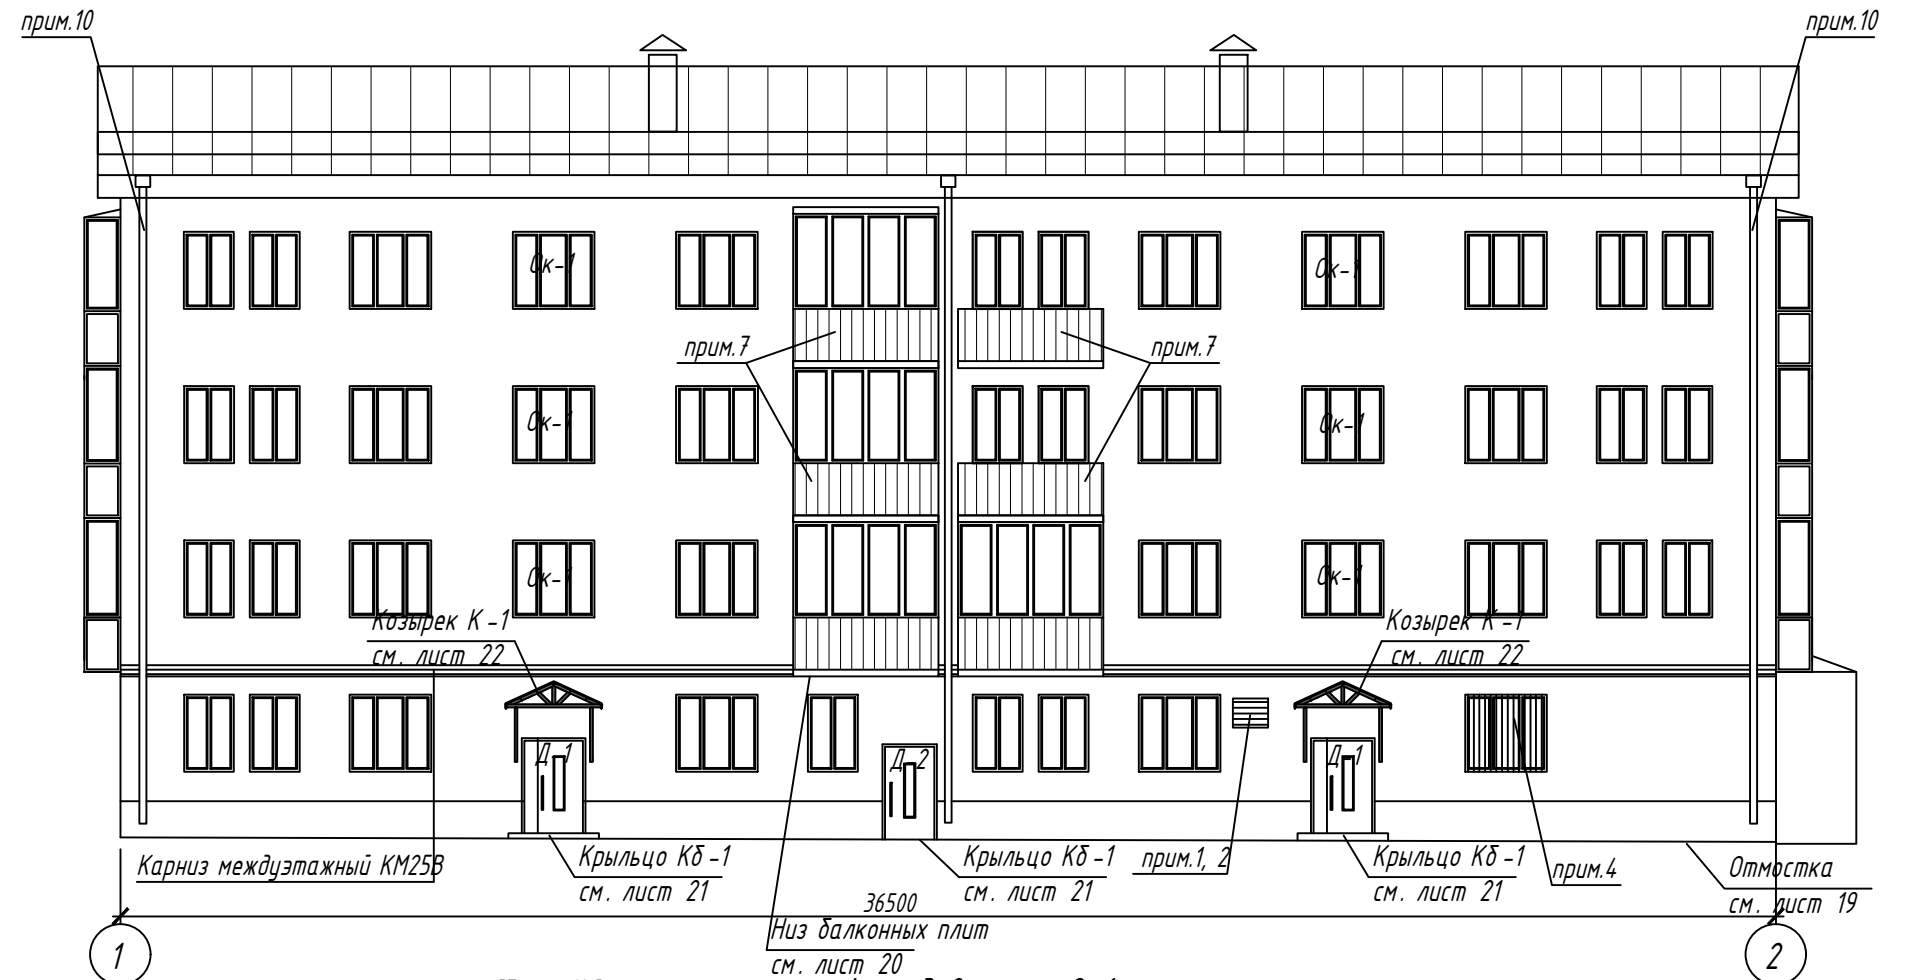 прим.10
прим.10
Ок-1
Ок-1
прим.7
прим.7
Ок-1
Ок-1
Ок-1
Ок-1
Козырек К-1
см. лист 22
Козырек К-1
см. лист 22
Д-1
Д-2
Д-1
Карниз междуэтажный КМ25В
Крыльцо Кб-1
см. лист 21
Крыльцо Кб-1
см. лист 21
прим.1, 2
Крыльцо Кб-1
см. лист 21
прим.4
Отмостка
см. лист 19
36500
Низ балконных плит
см. лист 20
1
2